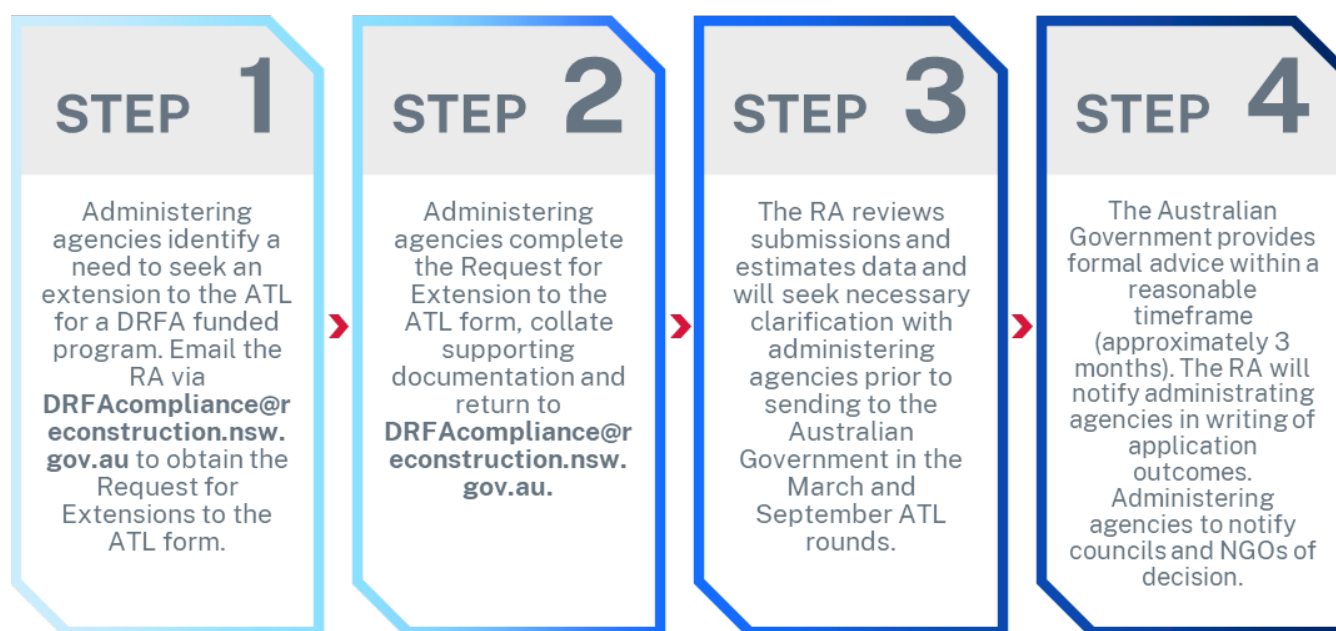 STEP 1
Administering
agencies identify a
need to seek an
extension to the ATL
for a DRFA funded
program. Email the
RA via
DRFAcompliance@r
econstruction.nsw.
gov.au to obtain the
Request for
Extensions to the
ATL form.
STEP 2
Administering
agencies complete
the Request for
Extension to the
ATL form, collate
supporting
documentation and
return to
DRFAcompliance@r
econstruction.nsw.
gov.au.
STEP 3
The RA reviews
submissions and
estimates data and
will seek necessary
clarification with
administering
agencies prior to
sending to the
Australian
Government in the
March and
September ATL
rounds.
STEP 4
The Australian
Government provides
formal advice within a
reasonable
timeframe
(approximately 3
months). The RA will
notify administrating
agencies in writing of
application
outcomes.
Administering
agencies to notify
councils and NGOs of
decision.